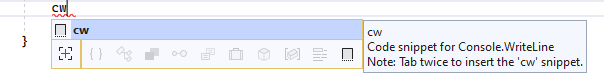 cw
cw
cw
Code snippet for Console.WriteLine
Note: Tab twice to insert the 'cw' snippet.
}